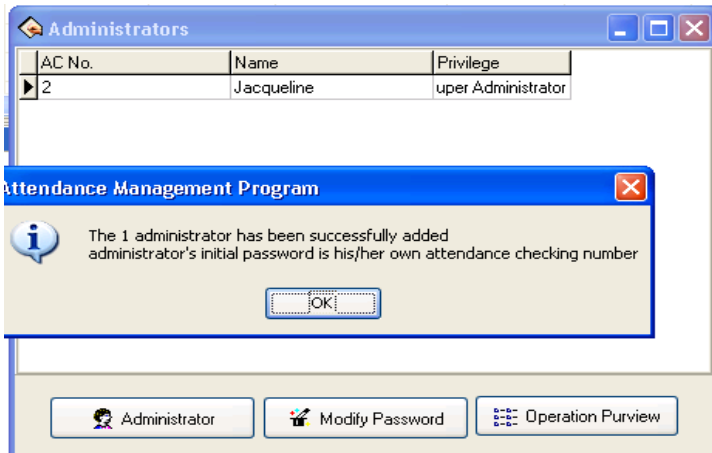 Administrators
AC No. Name Privilege
2 Jacqueline uper Administrator
Attendance Management Program
The 1 administrator has been successfully added
administrator's initial password is his/her own attendance checking number
OK
Administrator Modify Password Operation Purview